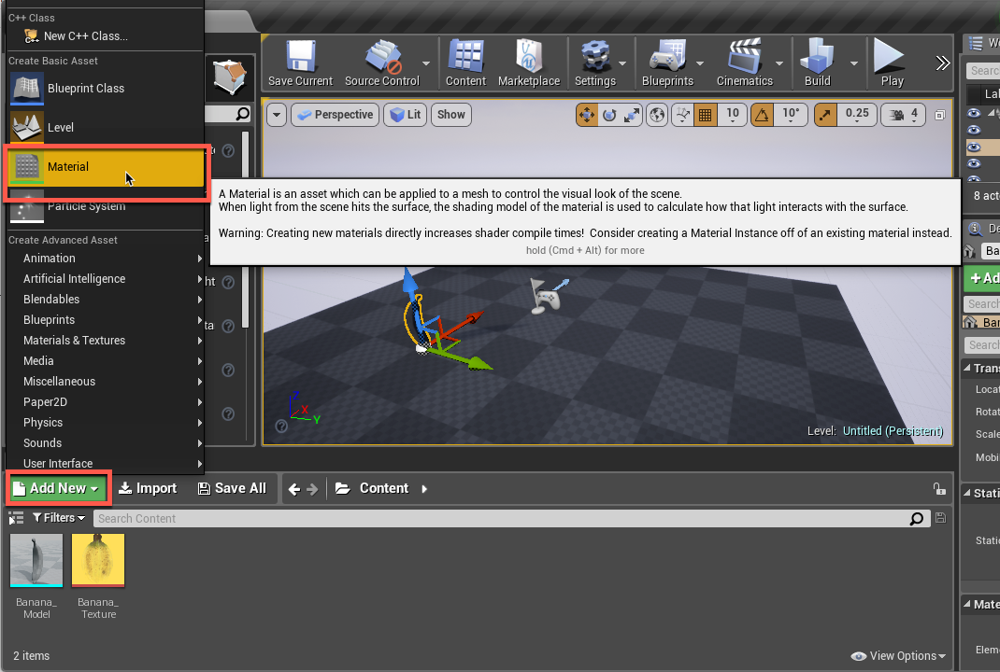 C++ Class
New C++ Class...
Create Basic Asset
Blueprint Class
Level
Material
Particle System
Create Advanced Asset
Animation
Artificial Intelligence
Blendables
Blueprints
Materials & Textures
Media
Miscellaneous
Paper2D
Physics
Sounds
User Interface
Save Current
Source Control
Content
Marketplace
Settings
Blueprints
Cinematics
Build
Play
Perspective
Lit
Show
10
10°
0.25
4
A Material is an asset which can be applied to a mesh to control the visual look of the scene.
When light from the scene hits the surface, the shading model of the material is used to calculate how that light interacts with the surface.
Warning: Creating new materials directly increases shader compile times! Consider creating a Material Instance off of an existing material instead.
hold (Cmd + Alt) for more
X
Y
Level: Untitled (Persistent)
Searc
8 acto
+Ad
Search
Ban
Search
Trans
Locat
Rotat
Scale
Mobi
Stati
Stati
Mate
Eleme
Add New
Import
Save All
Content
Filters
Search Content
Banana_
Model
Banana_
Texture
2 items
View Options